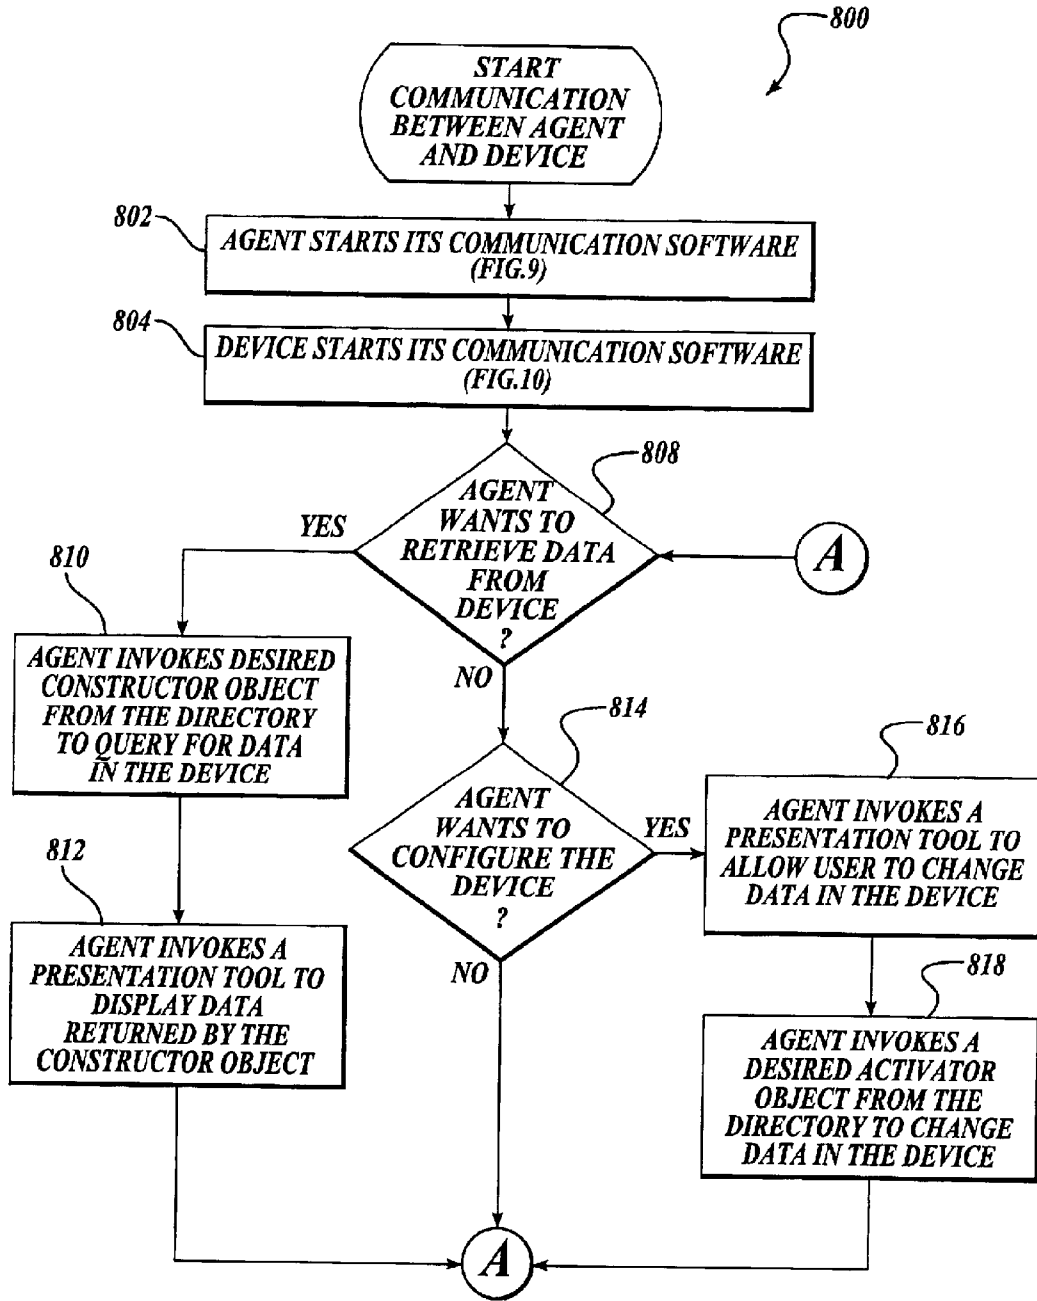 800
START
COMMUNICATION
BETWEEN AGENT
AND DEVICE
802
AGENT STARTS ITS COMMUNICATION SOFTWARE
(FIG.9)
804
DEVICE STARTS ITS COMMUNICATION SOFTWARE
(FIG.10)
808
AGENT
WANTS TO
RETRIEVE DATA
FROM
DEVICE
?
YES
NO
A
810
AGENT INVOKES DESIRED
CONSTRUCTOR OBJECT
FROM THE DIRECTORY
TO QUERY FOR DATA
IN THE DEVICE
812
AGENT INVOKES A
PRESENTATION TOOL TO
DISPLAY DATA
RETURNED BY THE
CONSTRUCTOR OBJECT
814
AGENT
WANTS TO
CONFIGURE THE
DEVICE
?
YES
NO
816
AGENT INVOKES A
PRESENTATION TOOL TO
ALLOW USER TO CHANGE
DATA IN THE DEVICE
818
AGENT INVOKES A
DESIRED ACTIVATOR
OBJECT FROM THE
DIRECTORY TO CHANGE
DATA IN THE DEVICE
A